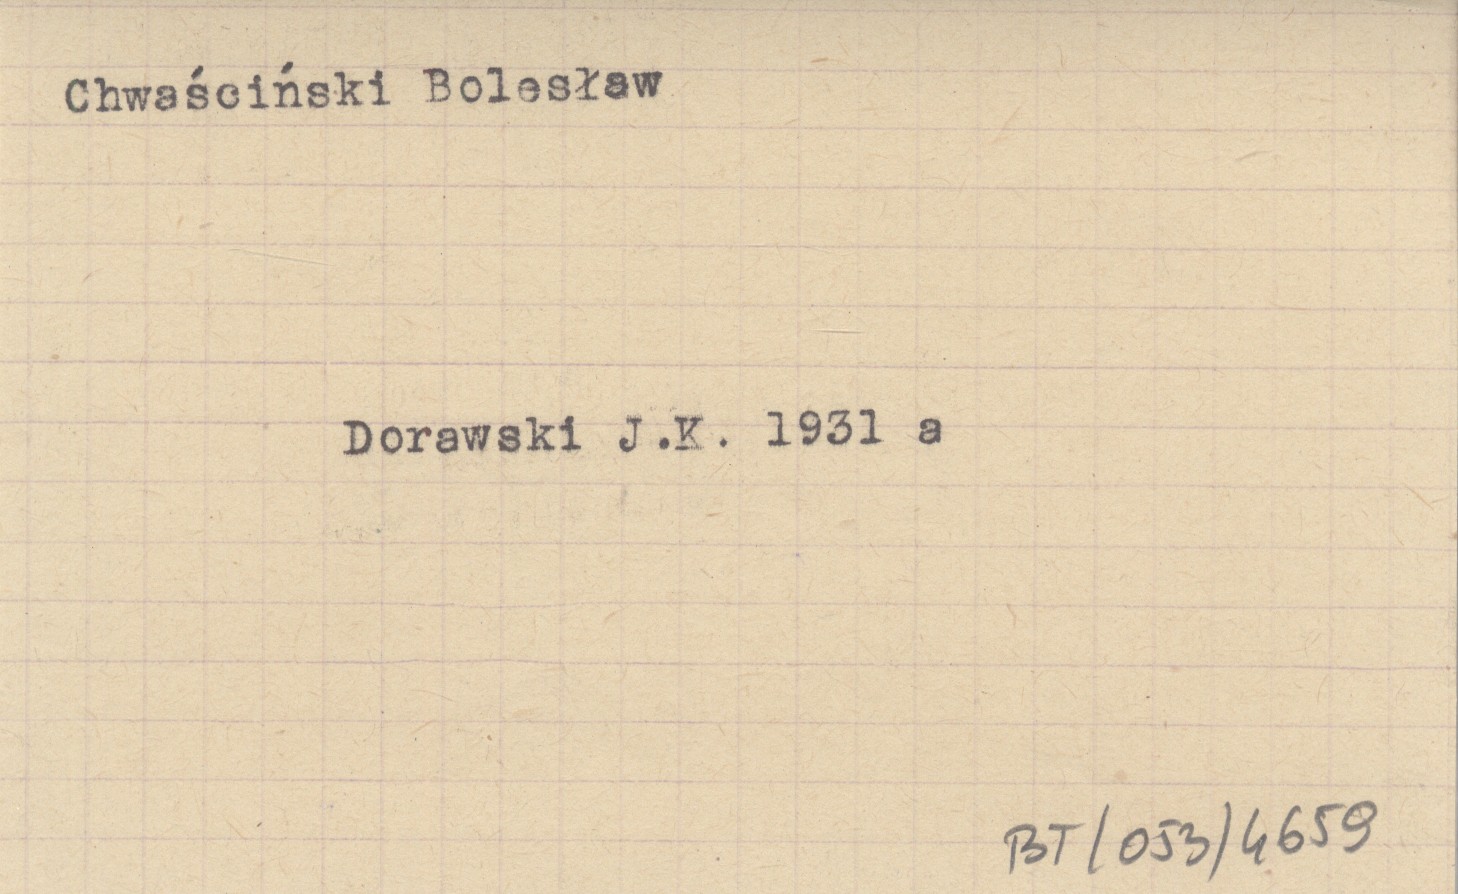 Chwaściński Bolesław
Dorawski J.K. 1931 a
BT/053/4659